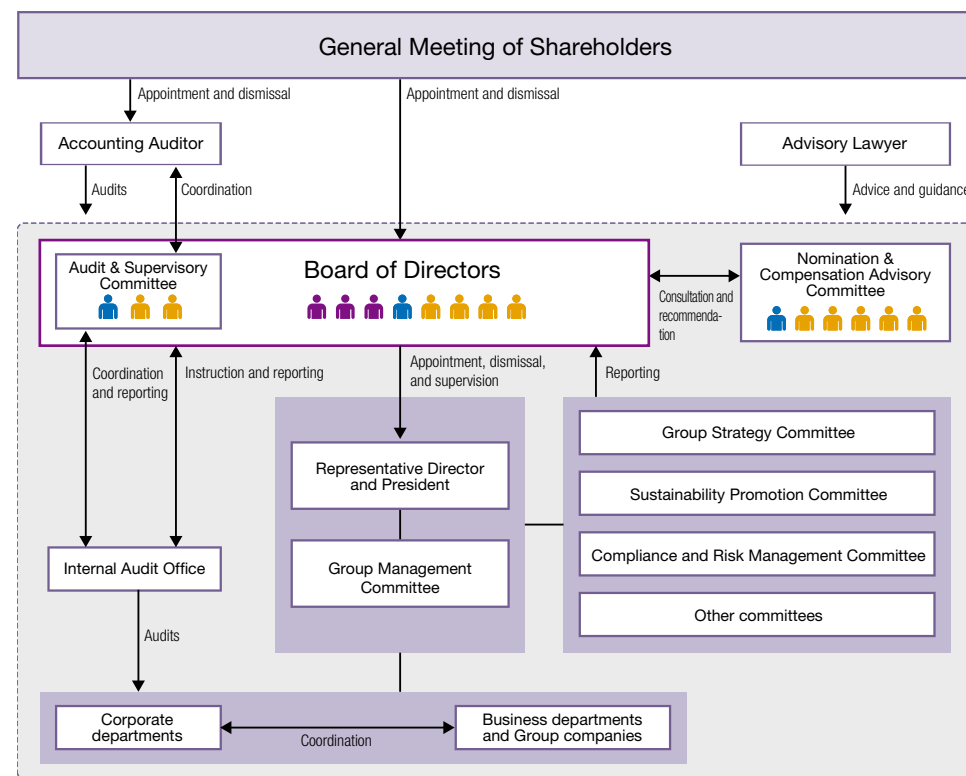 General Meeting of Shareholders
Appointment and dismissal
Appointment and dismissal
Accounting Auditor
Advisory Lawyer
Audits
Coordination
Advice and guidance
Audit & Supervisory
Committee
Board of Directors
Nomination &
Compensation Advisory
Committee
Consultation and
recommenda-
tion
Coordination
and reporting
Instruction and reporting
Appointment, dismissal,
and supervision
Reporting
Representative Director
and President
Group Management
Committee
Group Strategy Committee
Sustainability Promotion Committee
Compliance and Risk Management Committee
Other committees
Internal Audit Office
Audits
Corporate
departments
Coordination
Business departments
and Group companies